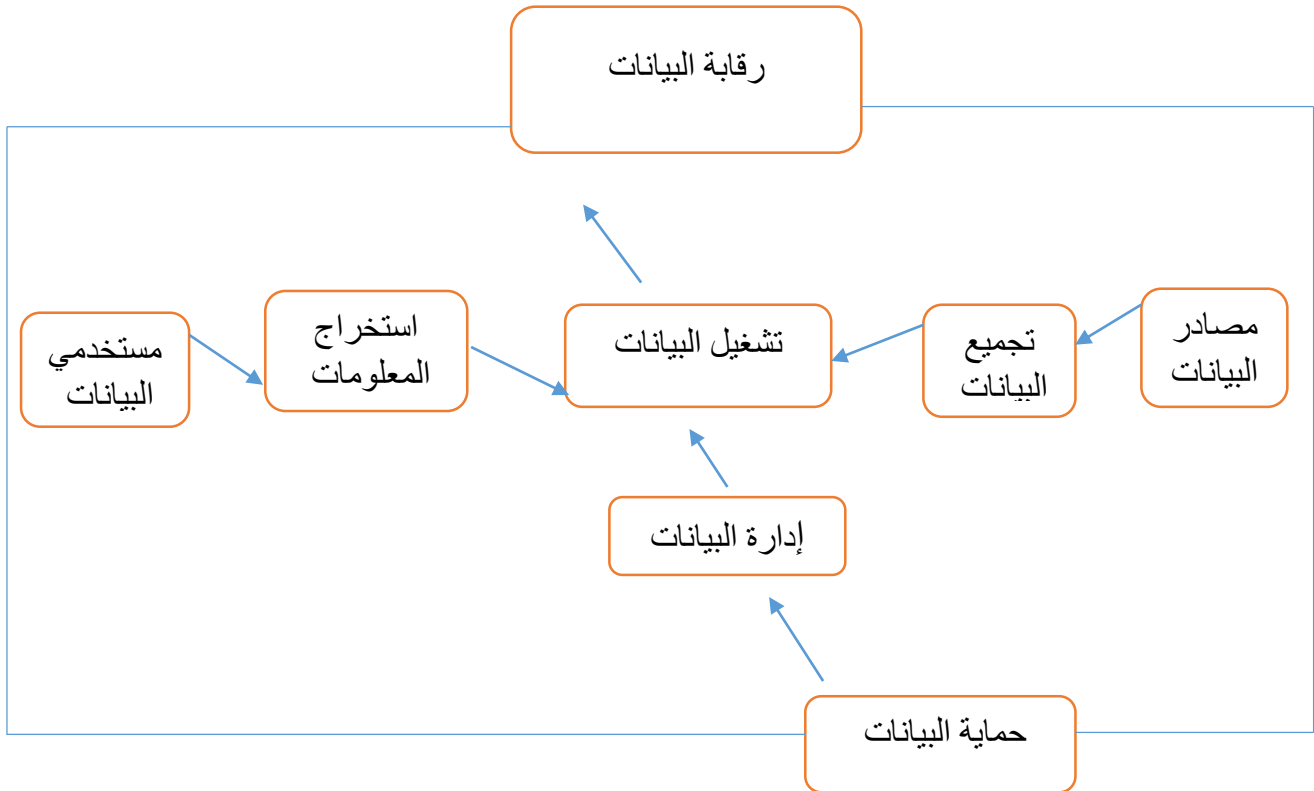 رقابة البيانات
مصادر
البيانات
تجميع
البيانات
تشغيل البيانات
استخراج
المعلومات
مستخدمي
البيانات
إدارة البيانات
حماية البيانات